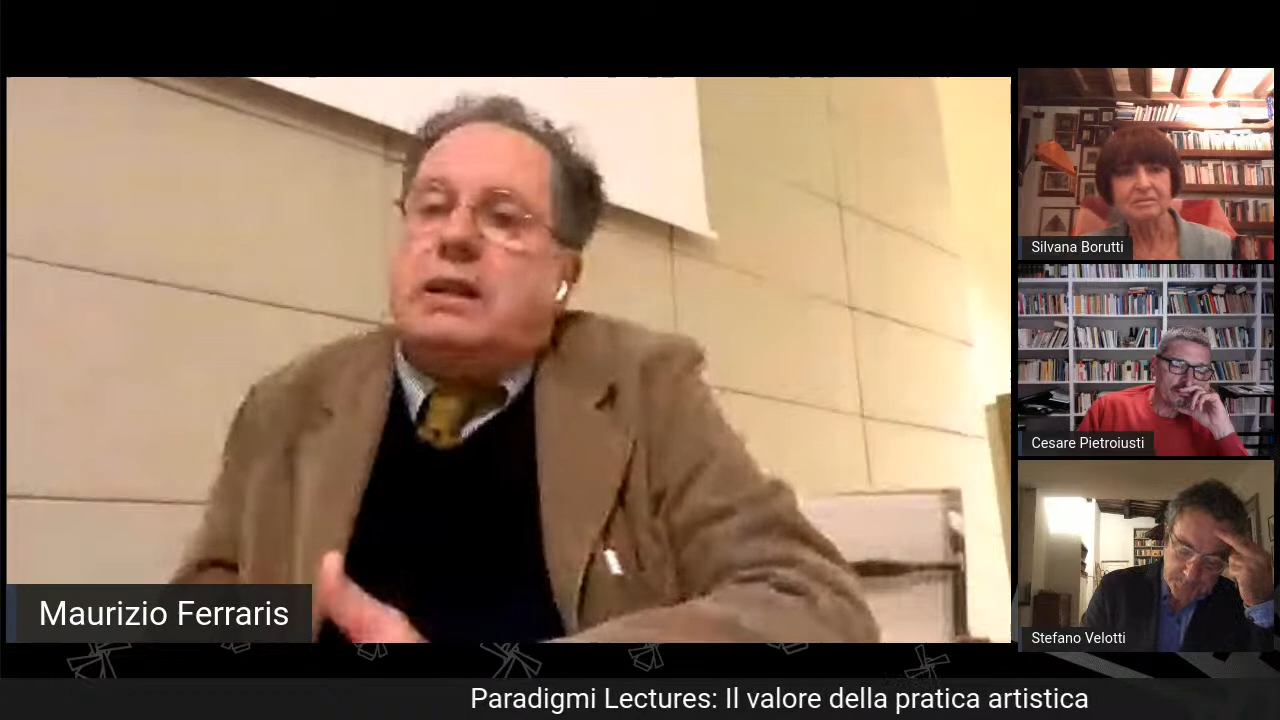 Silvana Borutti
Cesare Pietroiusti
Maurizio Ferraris
Stefano Velotti
Paradigmi Lectures: Il valore della pratica artistica